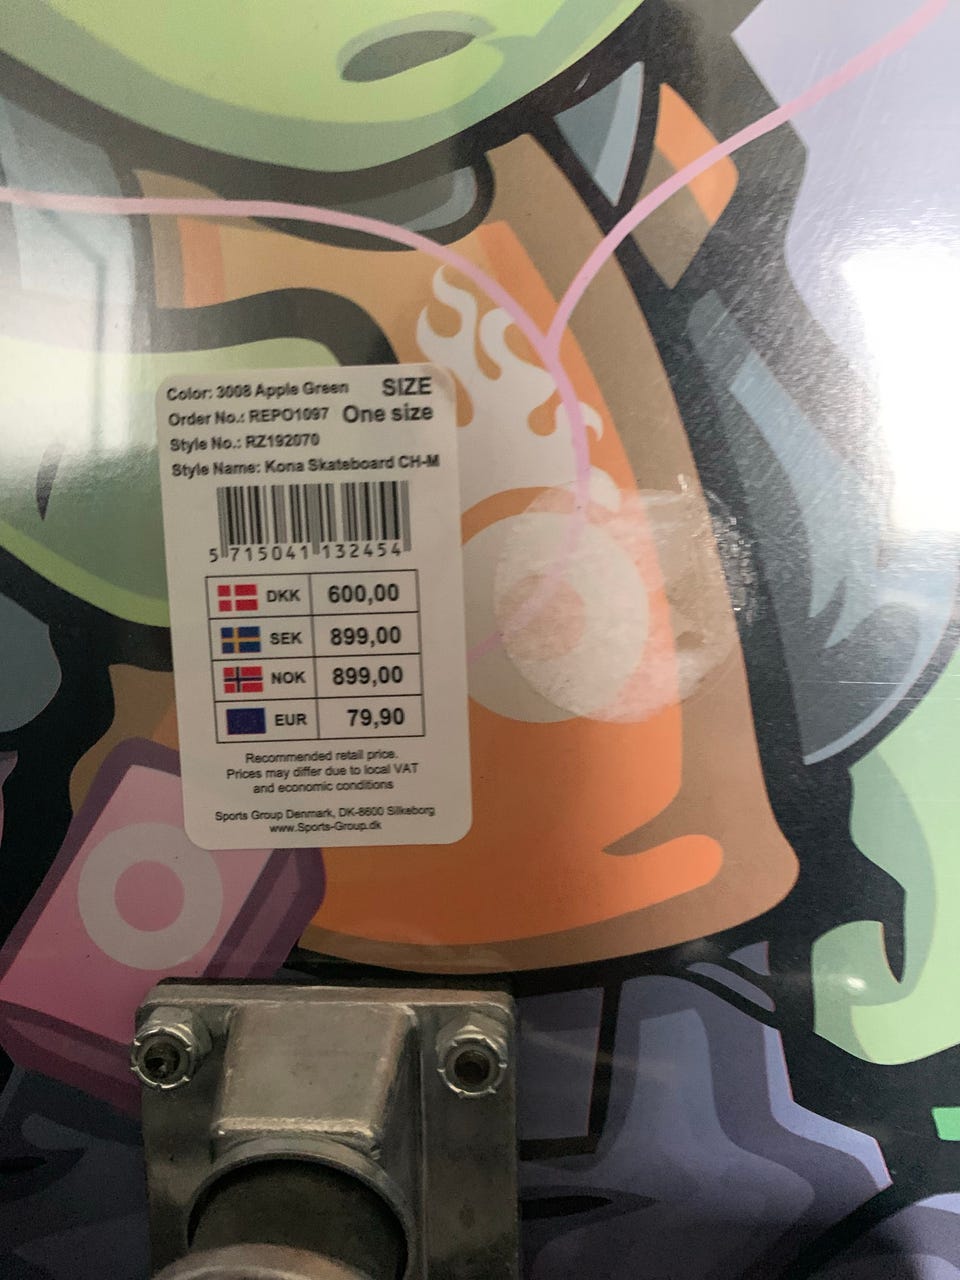 Color: 3008 Apple Green SIZE
Order No.: REPO1097 One size
Style No.: RZ192070
Style Name: Kona Skateboard CH-M
5 715041 132454
DKK 600,00
SEK 899,00
NOK 899,00
EUR 79,90
Recommended retail price.
Prices may differ due to local VAT
and economic conditions
Sports Group Denmark, DK-8600 Silkeborg
www.Sports-Group.dk